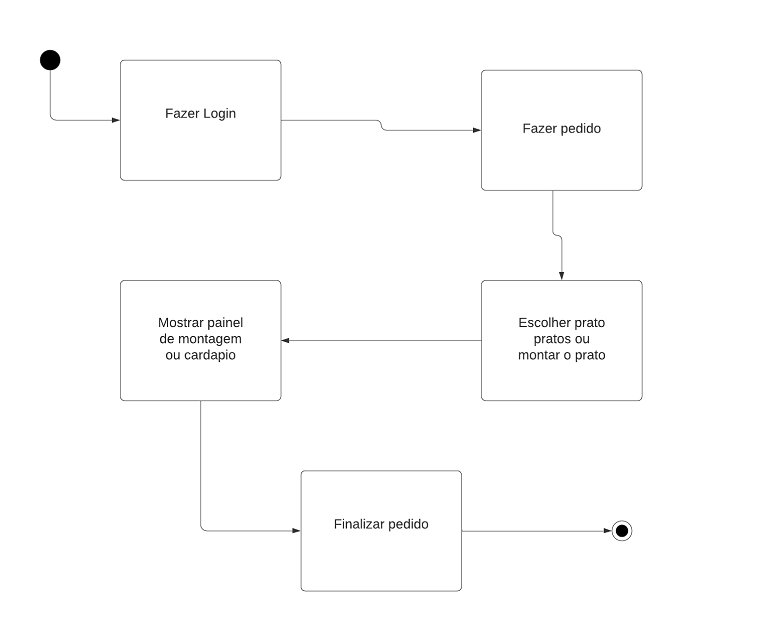 Fazer Login
Fazer pedido
Escolher prato
pratos ou
montar o prato
Mostrar painel
de montagem
ou cardapio
Finalizar pedido